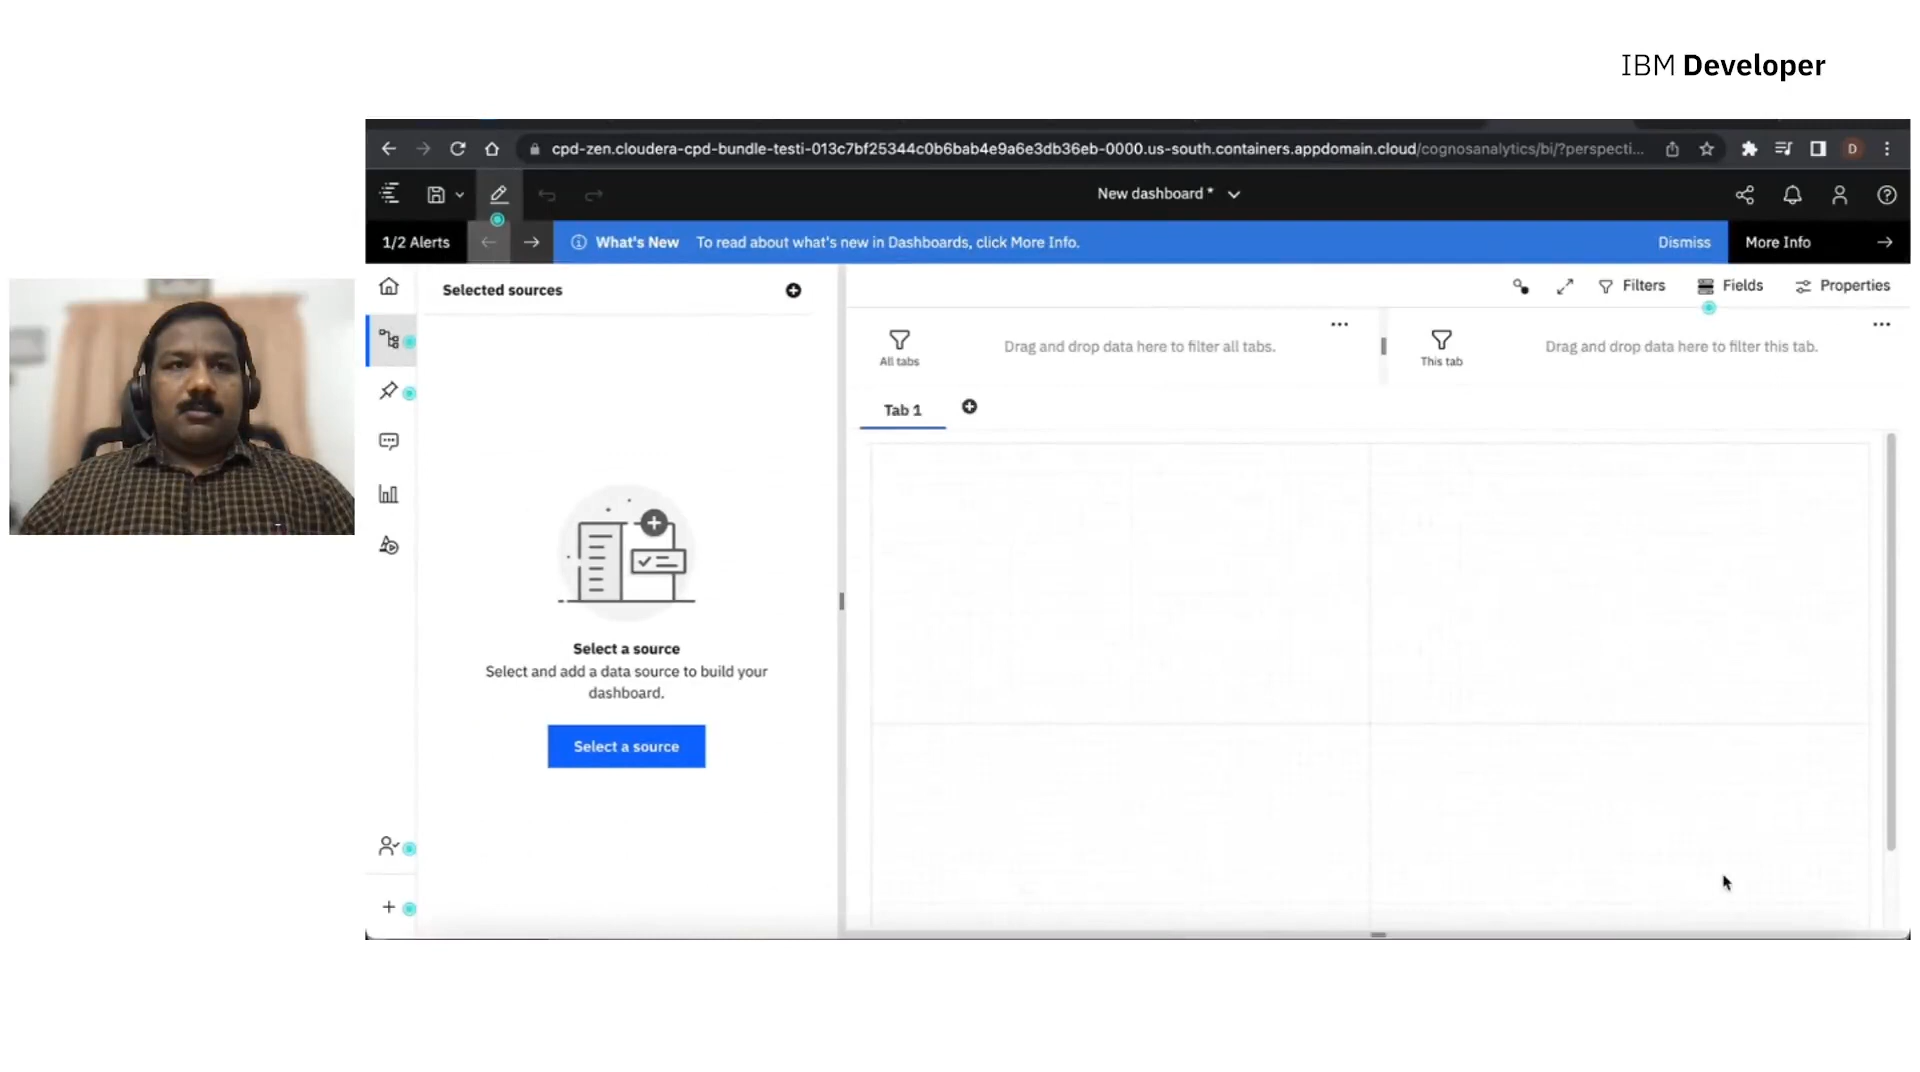 IBM Developer
cpd-zen.cloudera-cpd-bundle-testi-013c7bf25344c0b6bab4e9a6e3db36eb-0000.us-south.containers.appdomain.cloud/cognosanalytics/bi/?perspecti...
D
New dashboard *
1/2 Alerts
What's New To read about what's new in Dashboards, click More Info.
Dismiss
More Info
Selected sources
Filters
Fields
Properties
All tabs
Drag and drop data here to filter all tabs.
This tab
Drag and drop data here to filter this tab.
Tab 1
Select a source
Select and add a data source to build your
dashboard.
Select a source